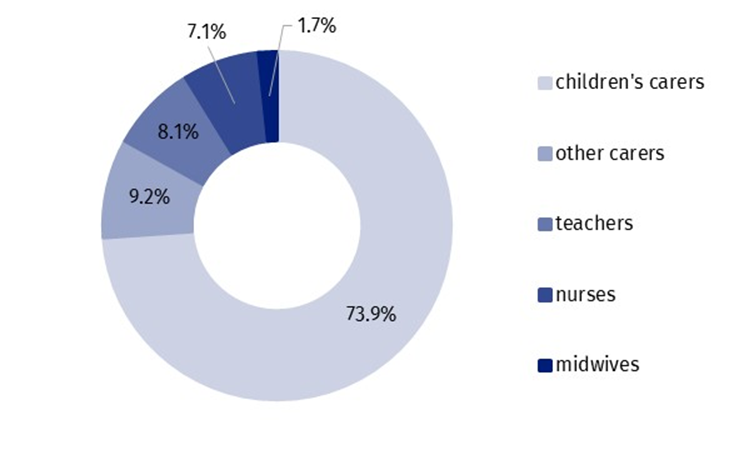 7.1%
1.7%
8.1%
9.2%
73.9%
children's carers
other carers
teachers
nurses
midwives